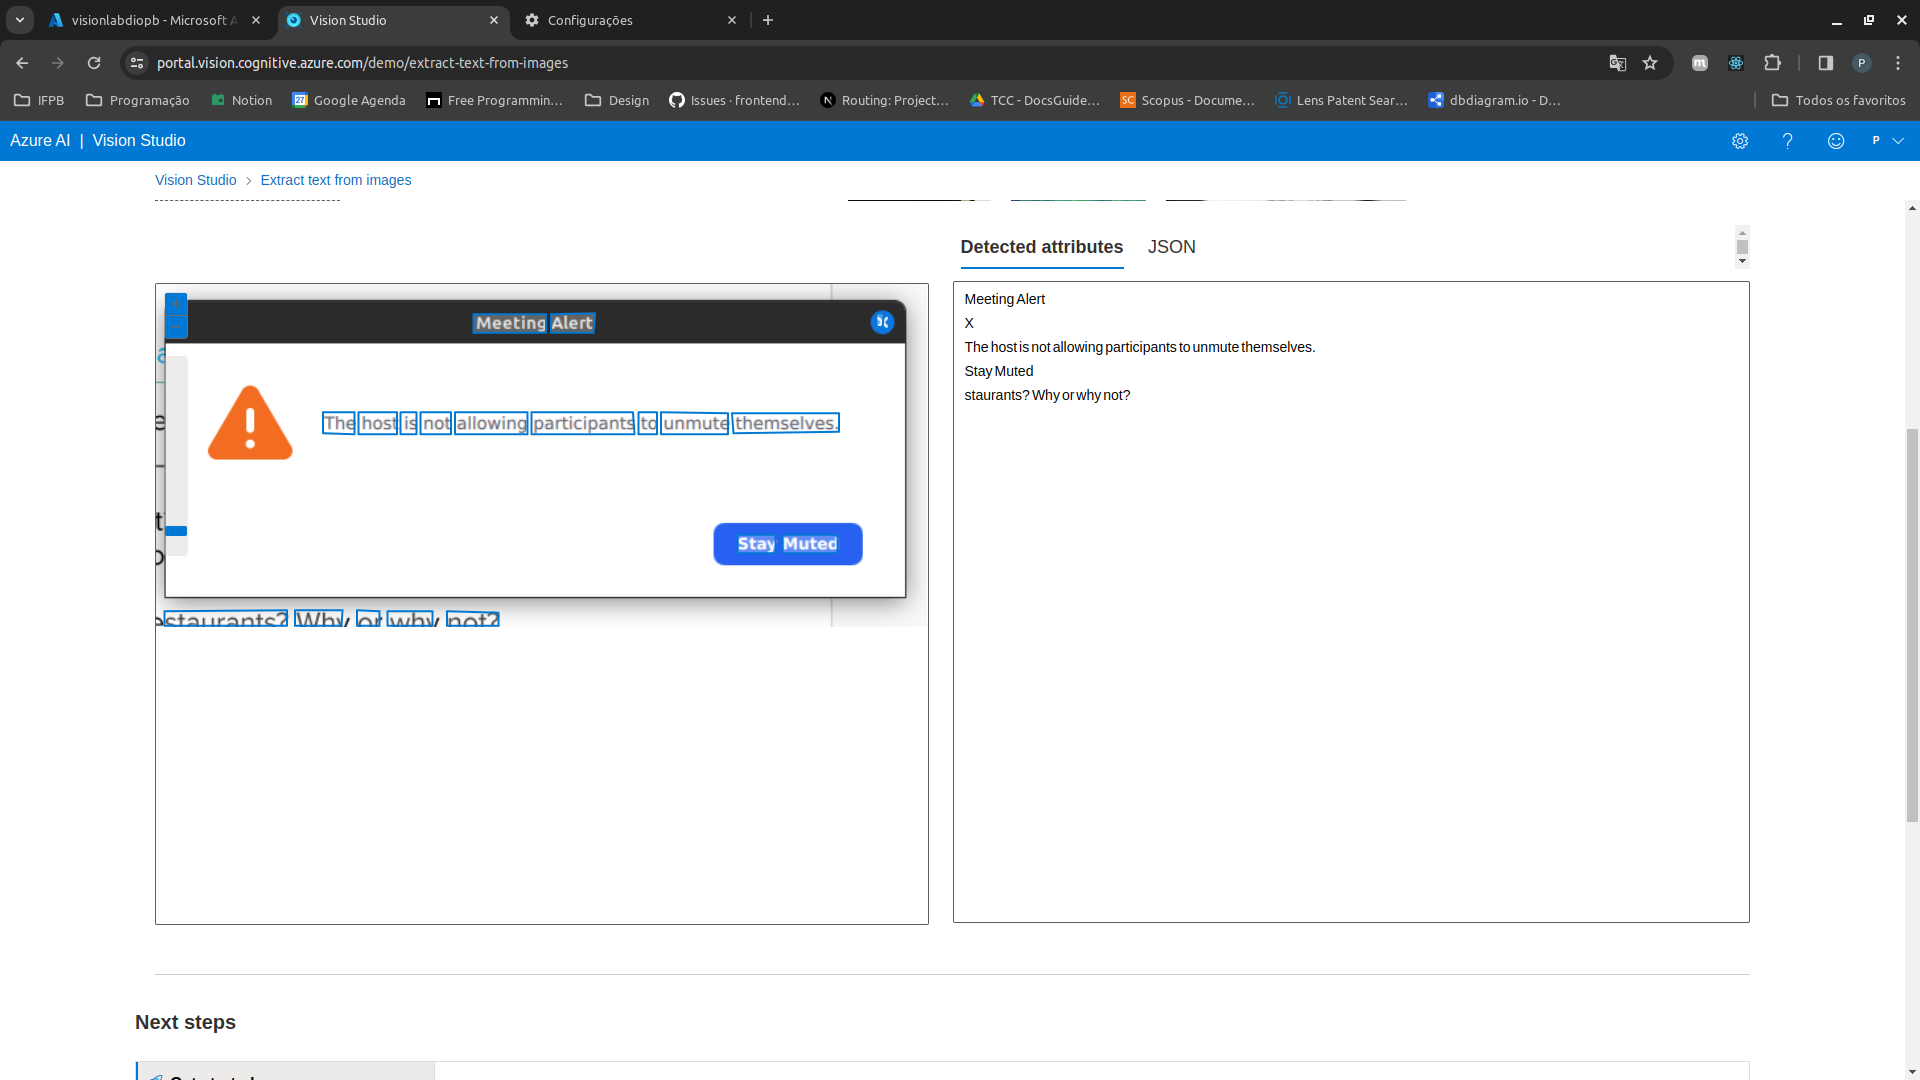 visionlabdiopb - Microsoft A
Vision Studio
Configurações
portal.vision.cognitive.azure.com/demo/extract-text-from-images
P
IFPB
Programação
Notion
27
Google Agenda
Free Programmin...
Design
Issues · frontend...
N
Routing: Project...
TCC - DocsGuide...
SC
Scopus - Docume...
Lens Patent Sear...
dbdiagram.io - D...
Todos os favoritos
Azure AI | Vision Studio
P
Vision Studio > Extract text from images
Detected attributes
JSON
Meeting Alert
The host is not allowing participants to unmute themselves.
Stay Muted
estaurants? Why or why not?
Meeting Alert
X
The host is not allowing participants to unmute themselves.
Stay Muted
staurants? Why or why not?
Next steps